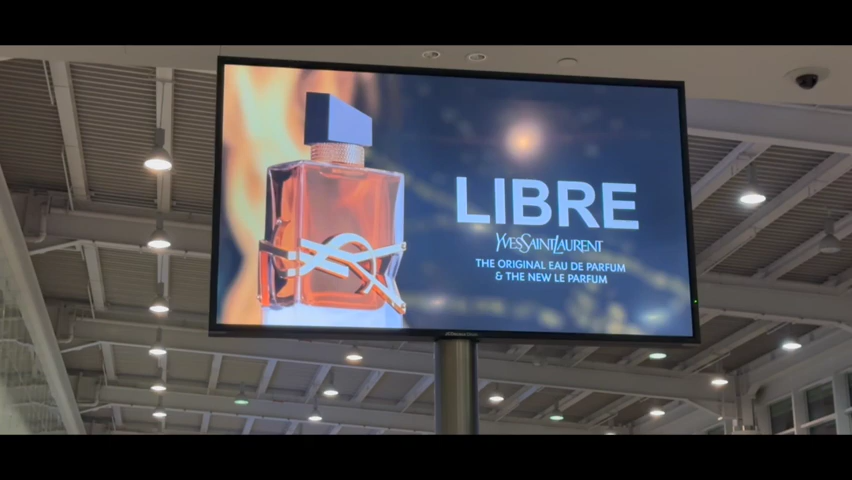 LIBRE
YVESSAINTLAURENT
THE ORIGINAL EAU DE PARFUM
& THE NEW LE PARFUM